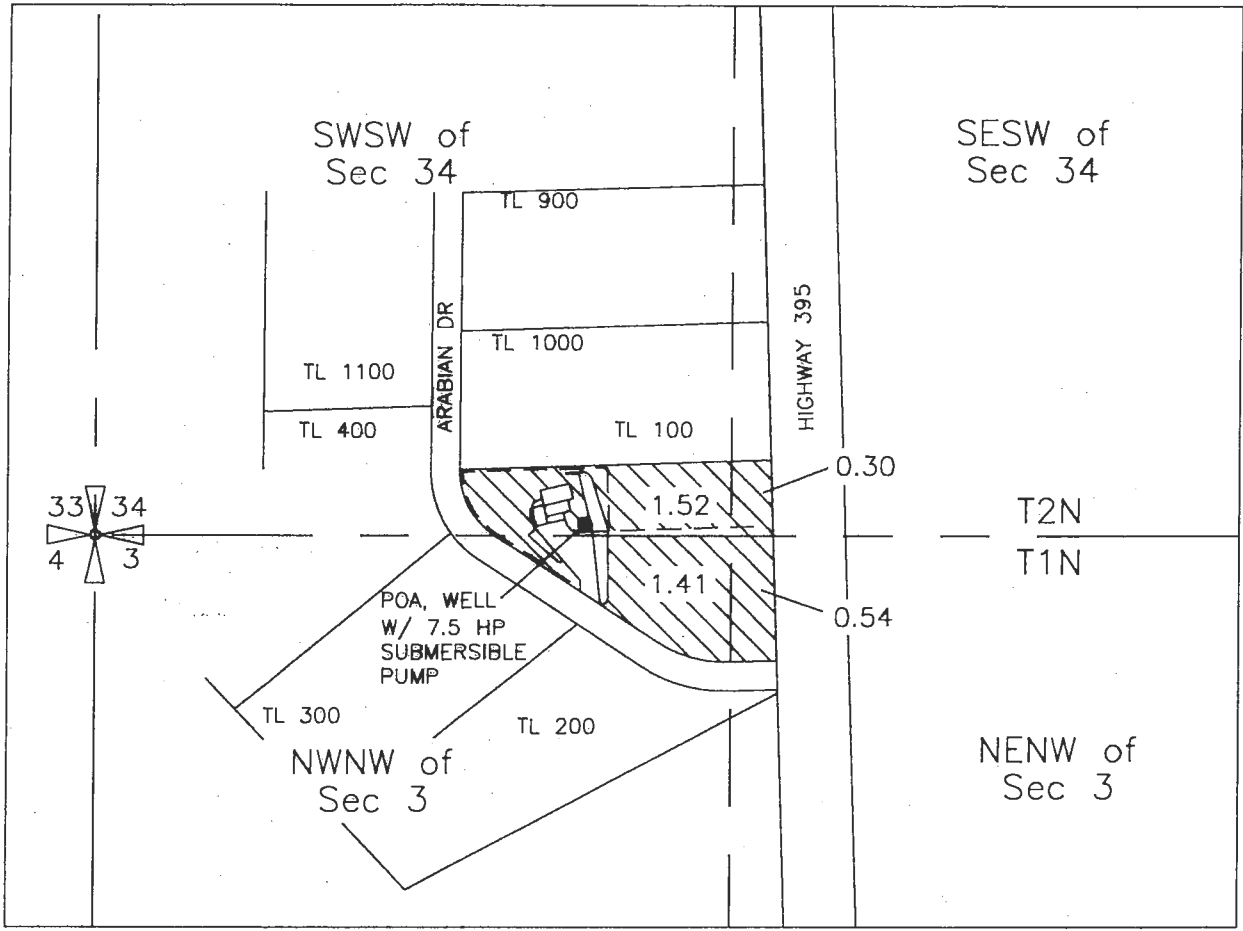 SWSW of
Sec 34
SESW of
Sec 34
TL 900
ARABIAN DR
HIGHWAY 395
TL 1000
TL 1100
TL 400
TL 100
0.30
1.52
33 34
4 3
T2N
T1N
1.41
0.54
POA, WELL
W/ 7.5 HP
SUBMERSIBLE
PUMP
TL 300
TL 200
NWNW of
Sec 3
NENW of
Sec 3